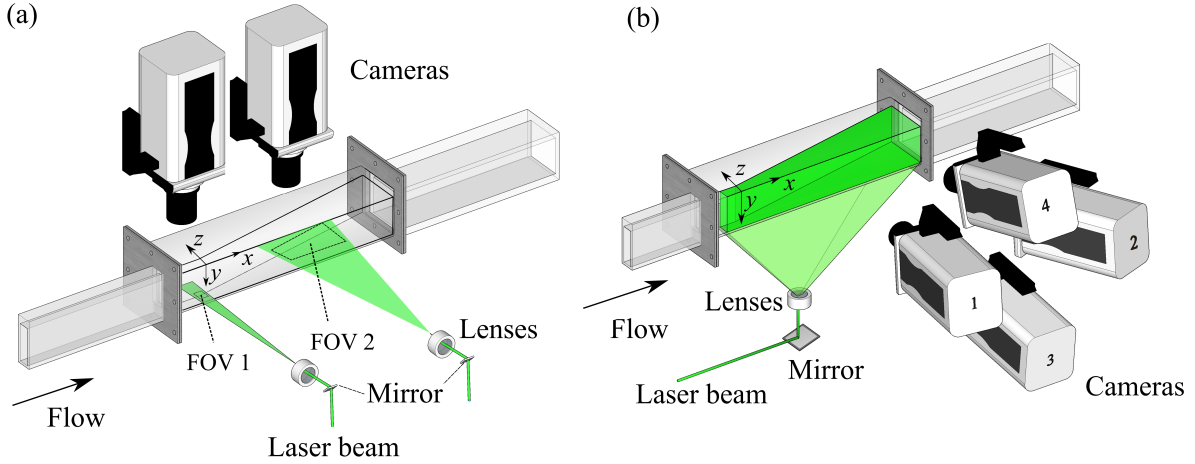 (a)
Cameras
z
x
y
FOV 1
FOV 2
Lenses
Mirror
Flow
Laser beam
(b)
z
x
y
4
2
1
3
Lenses
Flow
Mirror
Laser beam
Cameras